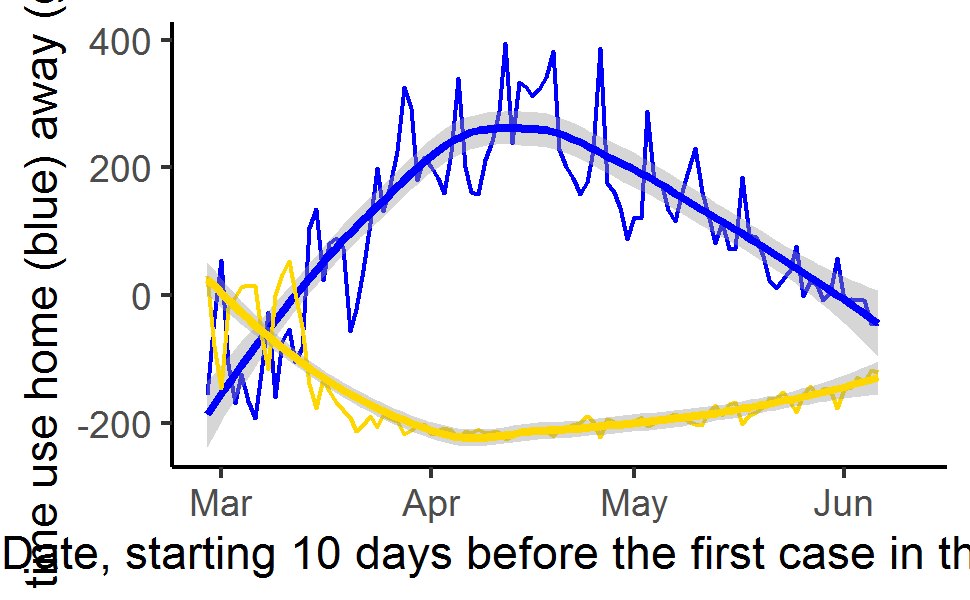 time use home (blue) away (g
400
200
0
-200
Mar Apr May Jun
Date, starting 10 days before the first case in th